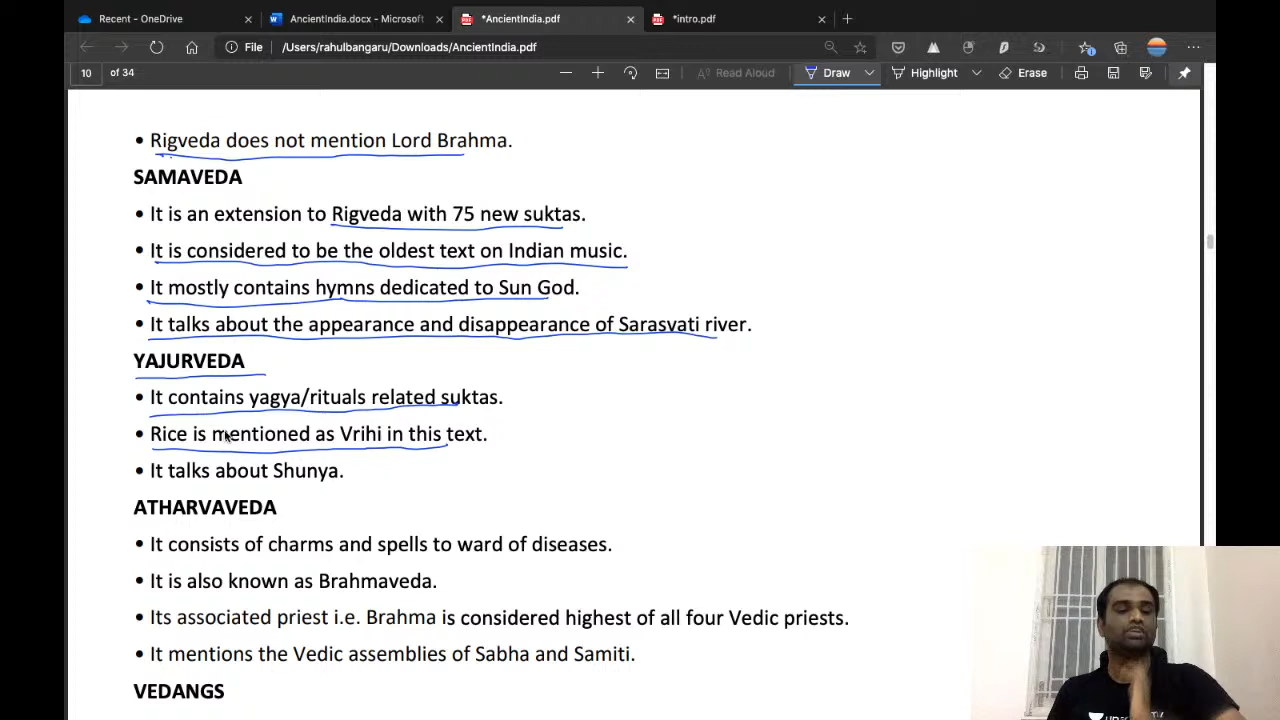 Recent - OneDrive
AncientIndia.docx - Microsoft
*AncientIndia.pdf
*intro.pdf
File
/Users/rahulbangaru/Downloads/AncientIndia.pdf
10 of 34
Read Aloud
Draw
Highlight
Erase
• Rigveda does not mention Lord Brahma.
SAMAVEDA
• It is an extension to Rigveda with 75 new suktas.
• It is considered to be the oldest text on Indian music.
• It mostly contains hymns dedicated to Sun God.
• It talks about the appearance and disappearance of Sarasvati river.
YAJURVEDA
• It contains yagya/rituals related suktas.
• Rice is mentioned as Vrihi in this text.
• It talks about Shunya.
ATHARVAVEDA
• It consists of charms and spells to ward of diseases.
• It is also known as Brahmaveda.
• Its associated priest i.e. Brahma is considered highest of all four Vedic priests.
• It mentions the Vedic assemblies of Sabha and Samiti.
VEDANGS